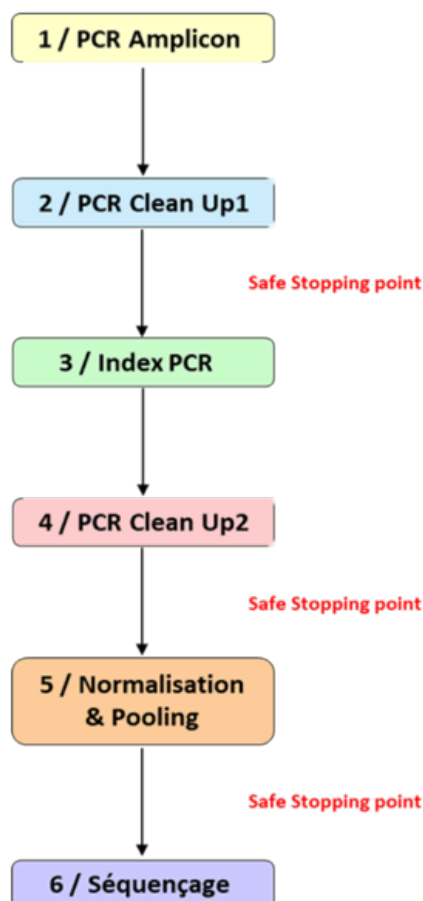 1 / PCR Amplicon
2 / PCR Clean Up1
Safe Stopping point
3 / Index PCR
4 / PCR Clean Up2
Safe Stopping point
5 / Normalisation
& Pooling
Safe Stopping point
6 / Séquençage